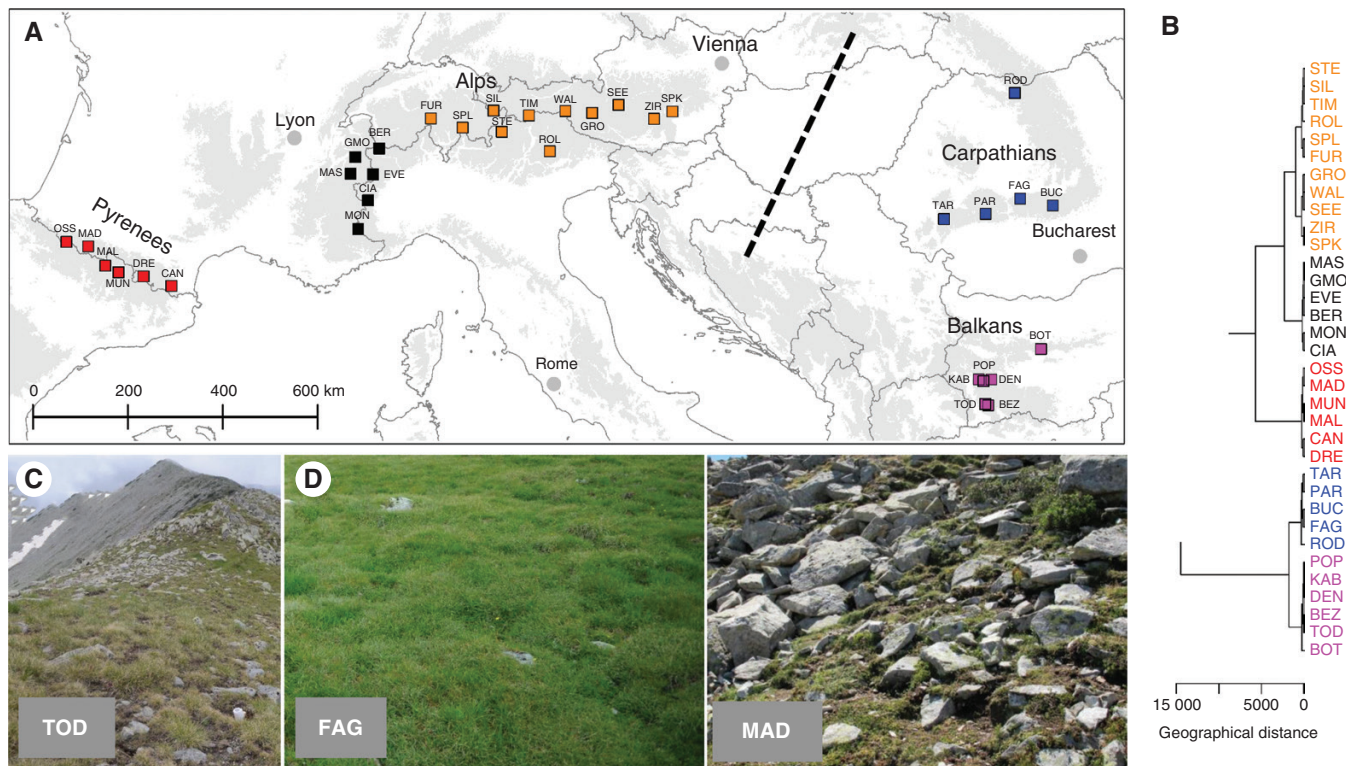 A
Vienna
Alps
Lyon
FUR
SPL
SIL
STE
TIM
WAL
GRO
SEE
ZIR
SPK
ROL
BER
GMO
MAS
EVE
CIA
MON
Pyrenees
OSS
MAD
MAL
MUN
DRE
CAN
ROD
Carpathians
FAG
BUC
TAR
PAR
Bucharest
Balkans
BOT
POP
KAB
DEN
TOD
BEZ
Rome
0
200
400
600 km
B
STE
SIL
TIM
ROL
SPL
FUR
GRO
WAL
SEE
ZIR
SPK
MAS
GMO
EVE
BER
MON
CIA
OSS
MAD
MUN
MAL
CAN
DRE
TAR
PAR
BUC
FAG
ROD
POP
KAB
DEN
BEZ
TOD
BOT
15 000
5000
0
Geographical distance
C
TOD
D
FAG
MAD